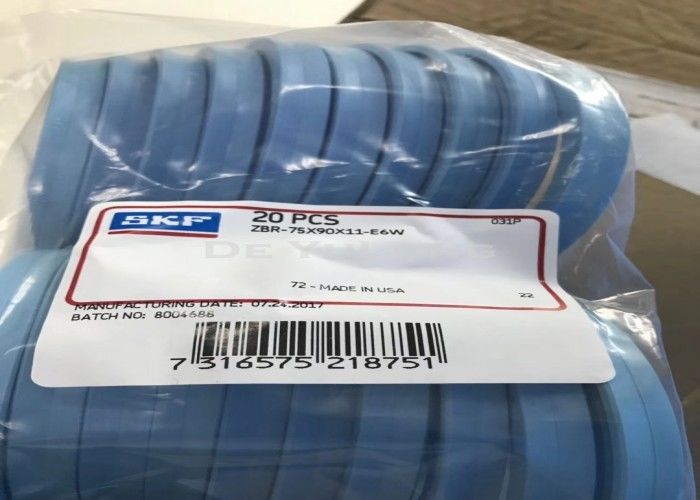 SKF
20 PCS
031P
ZBR-75X90X11-E6W
72 - MADE IN USA
22
MANUFACTURING DATE: 07.24.2017
BATCH NO: 8004688
7 316575 218751